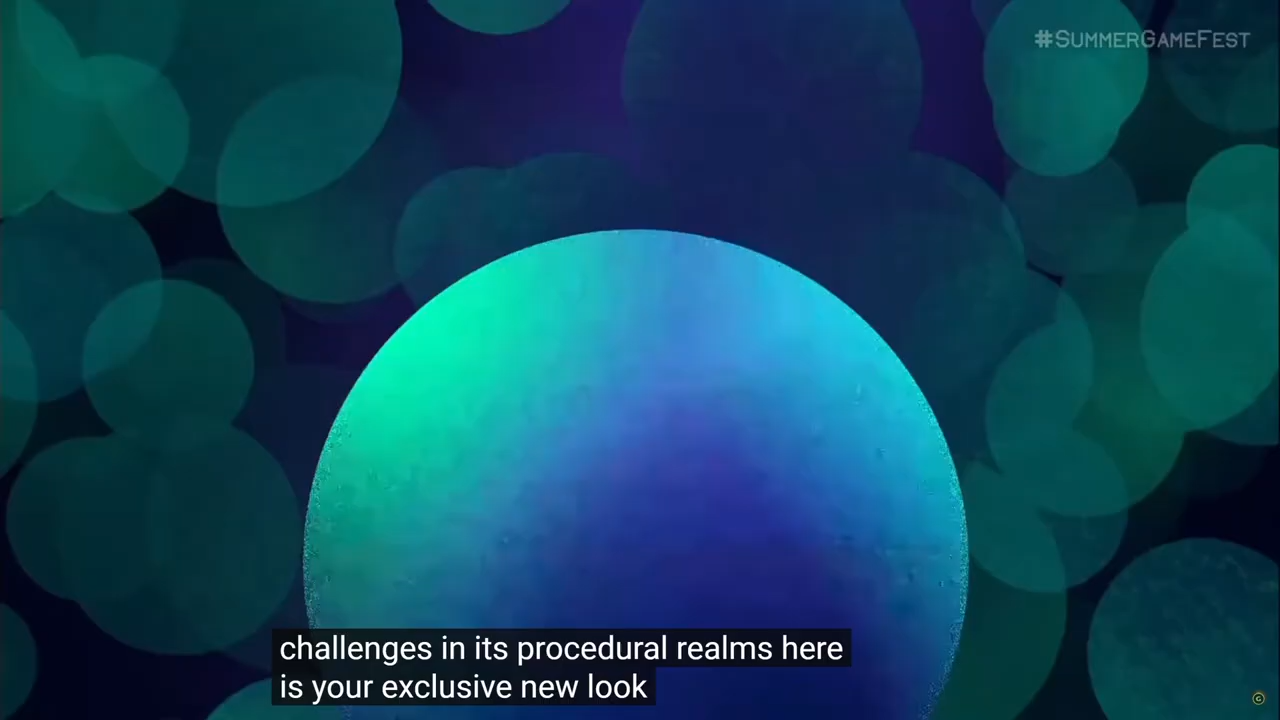 #SUMMERGAMEFEST
challenges in its procedural realms here
is your exclusive new look